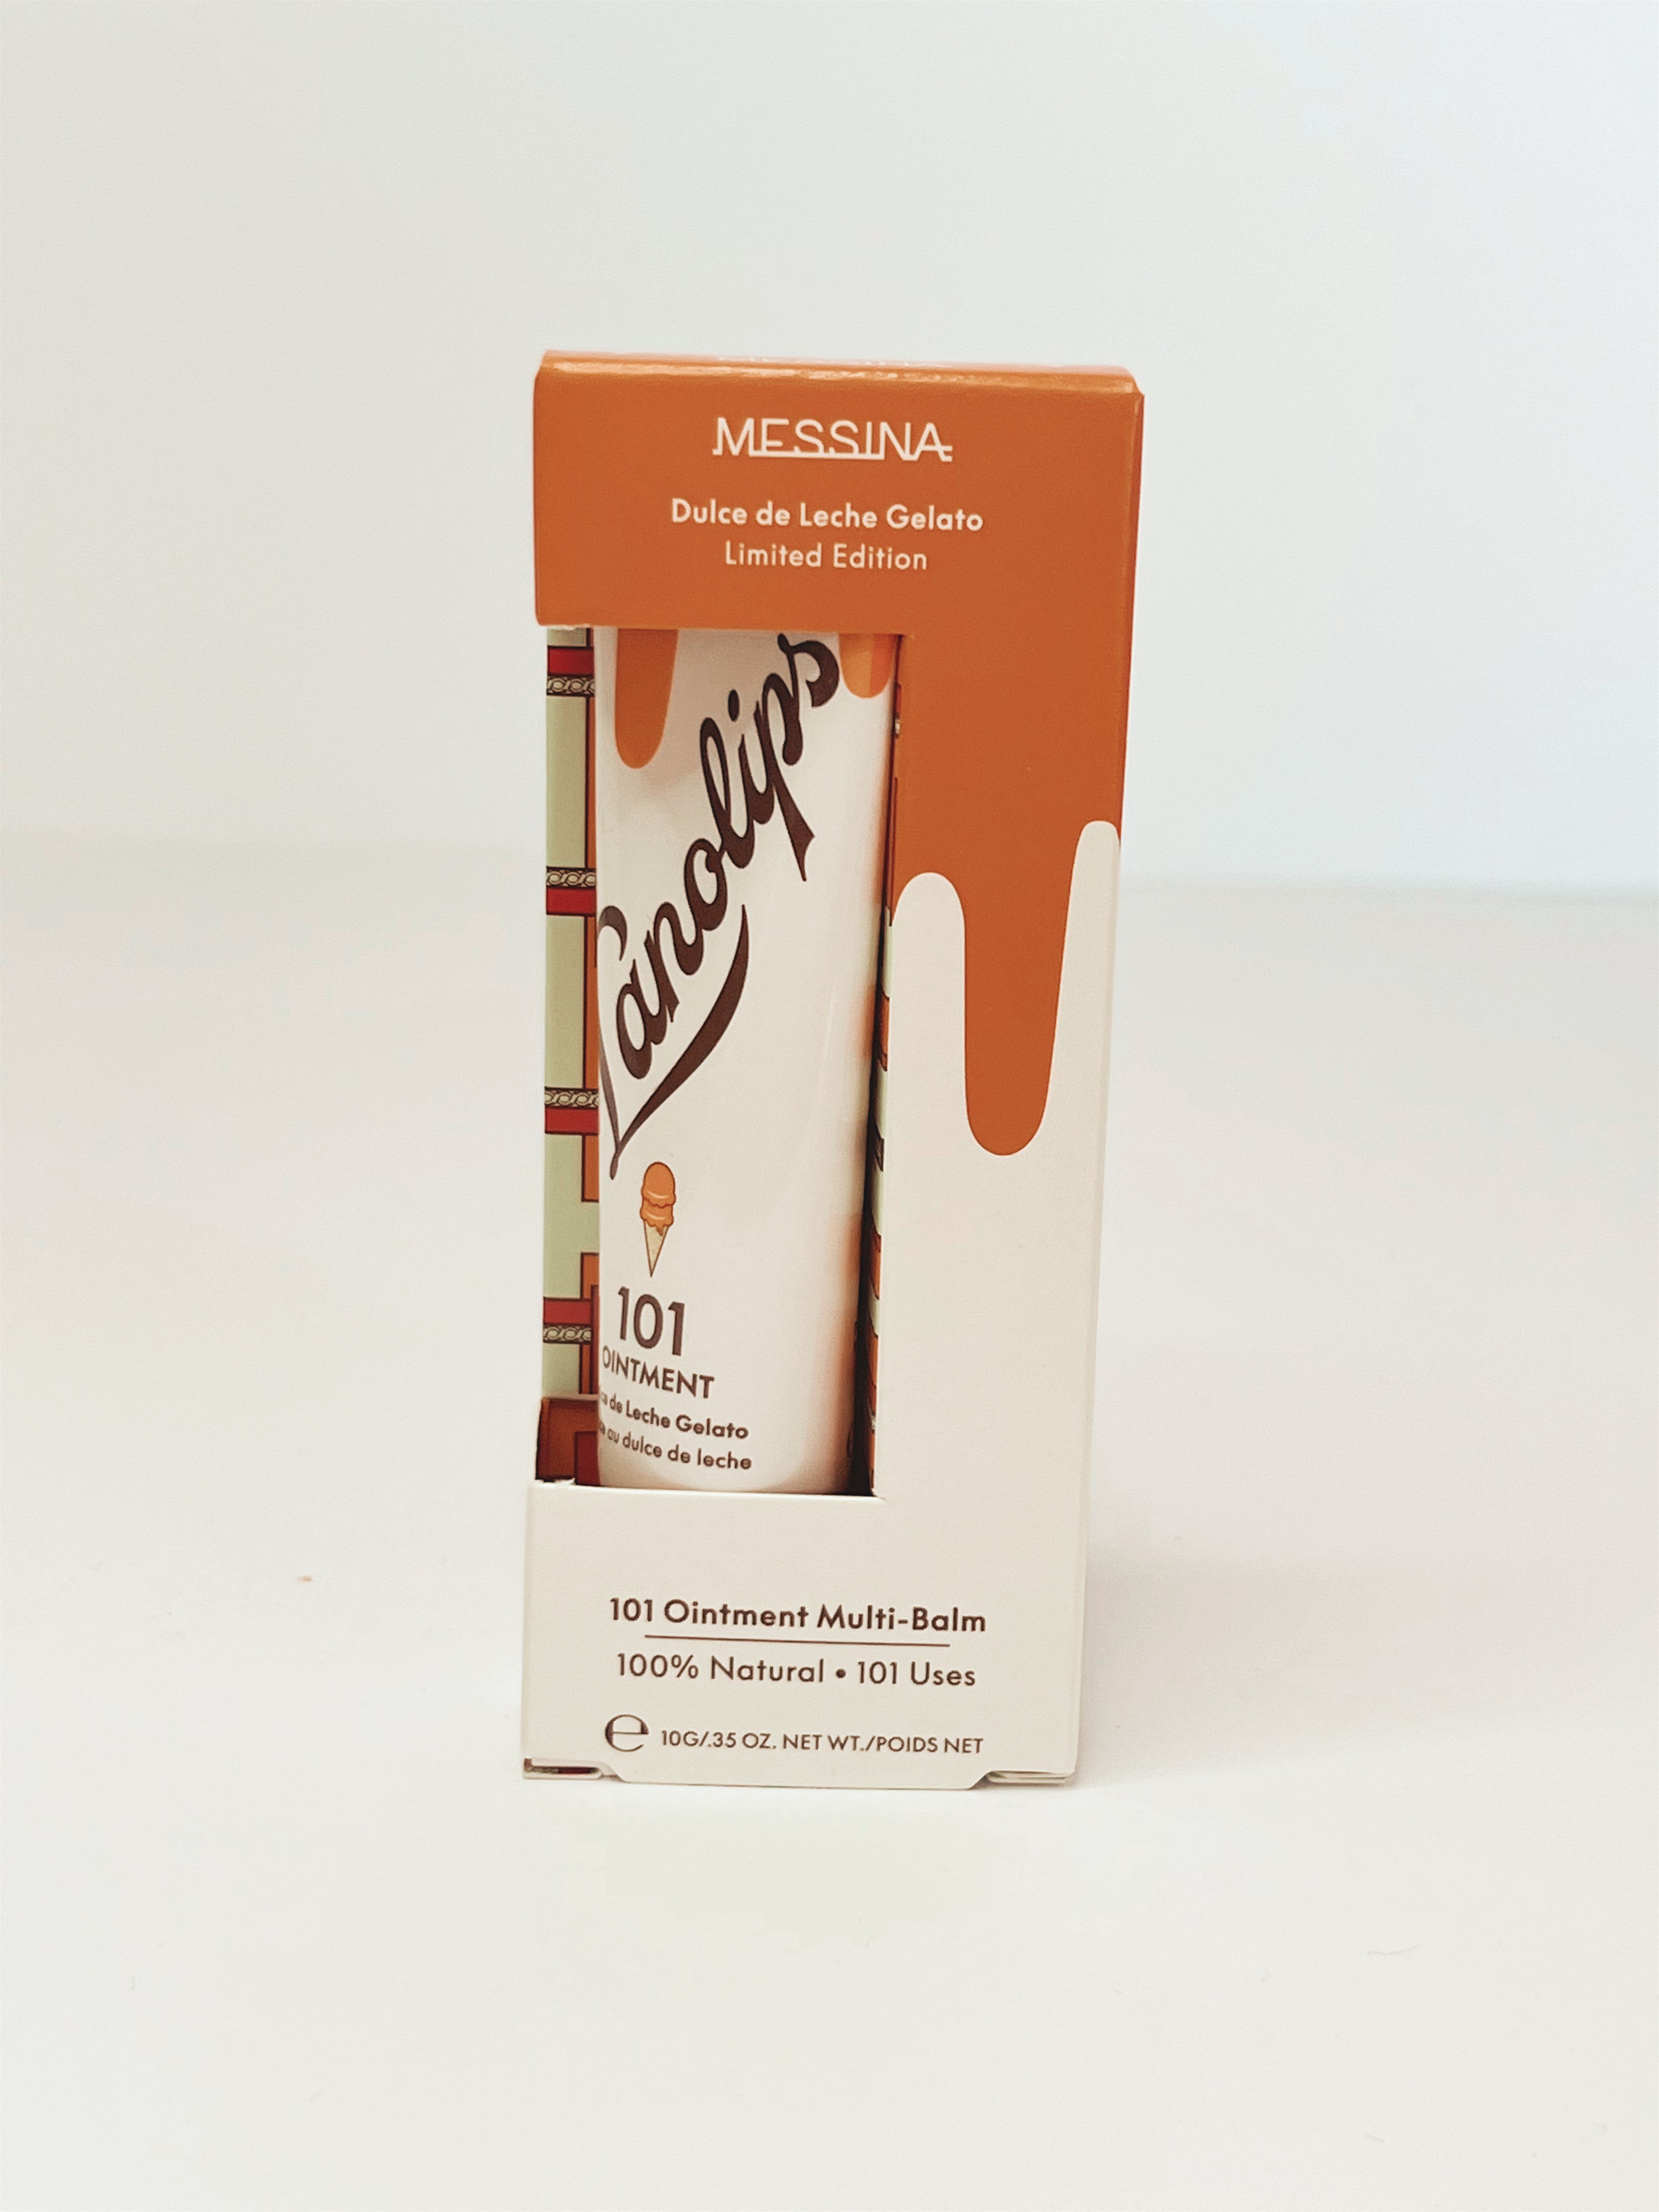 MESSINA
Dulce de Leche Gelato
Limited Edition
Lanolips
101
OINTMENT
de Leche Gelato
au dulce de leche
101 Ointment Multi-Balm
100% Natural • 101 Uses
℮ 10G/.35 OZ. NET WT./POIDS NET